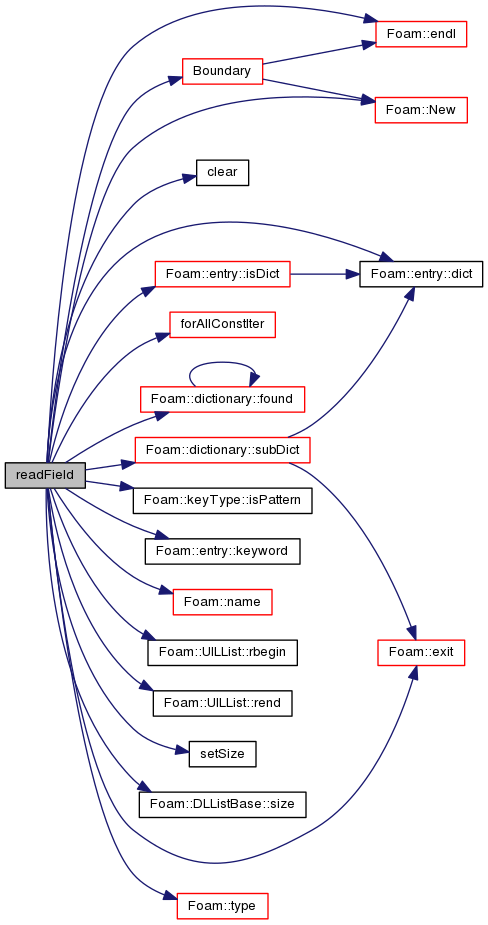 Foam::endl
Boundary
Foam::New
clear
Foam::entry::isDict
Foam::entry::dict
forAllConstIter
Foam::dictionary::found
Foam::dictionary::subDict
readField
Foam::keyType::isPattern
Foam::entry::keyword
Foam::name
Foam::UILList::rbegin
Foam::exit
Foam::UILList::rend
setSize
Foam::DLListBase::size
Foam::type